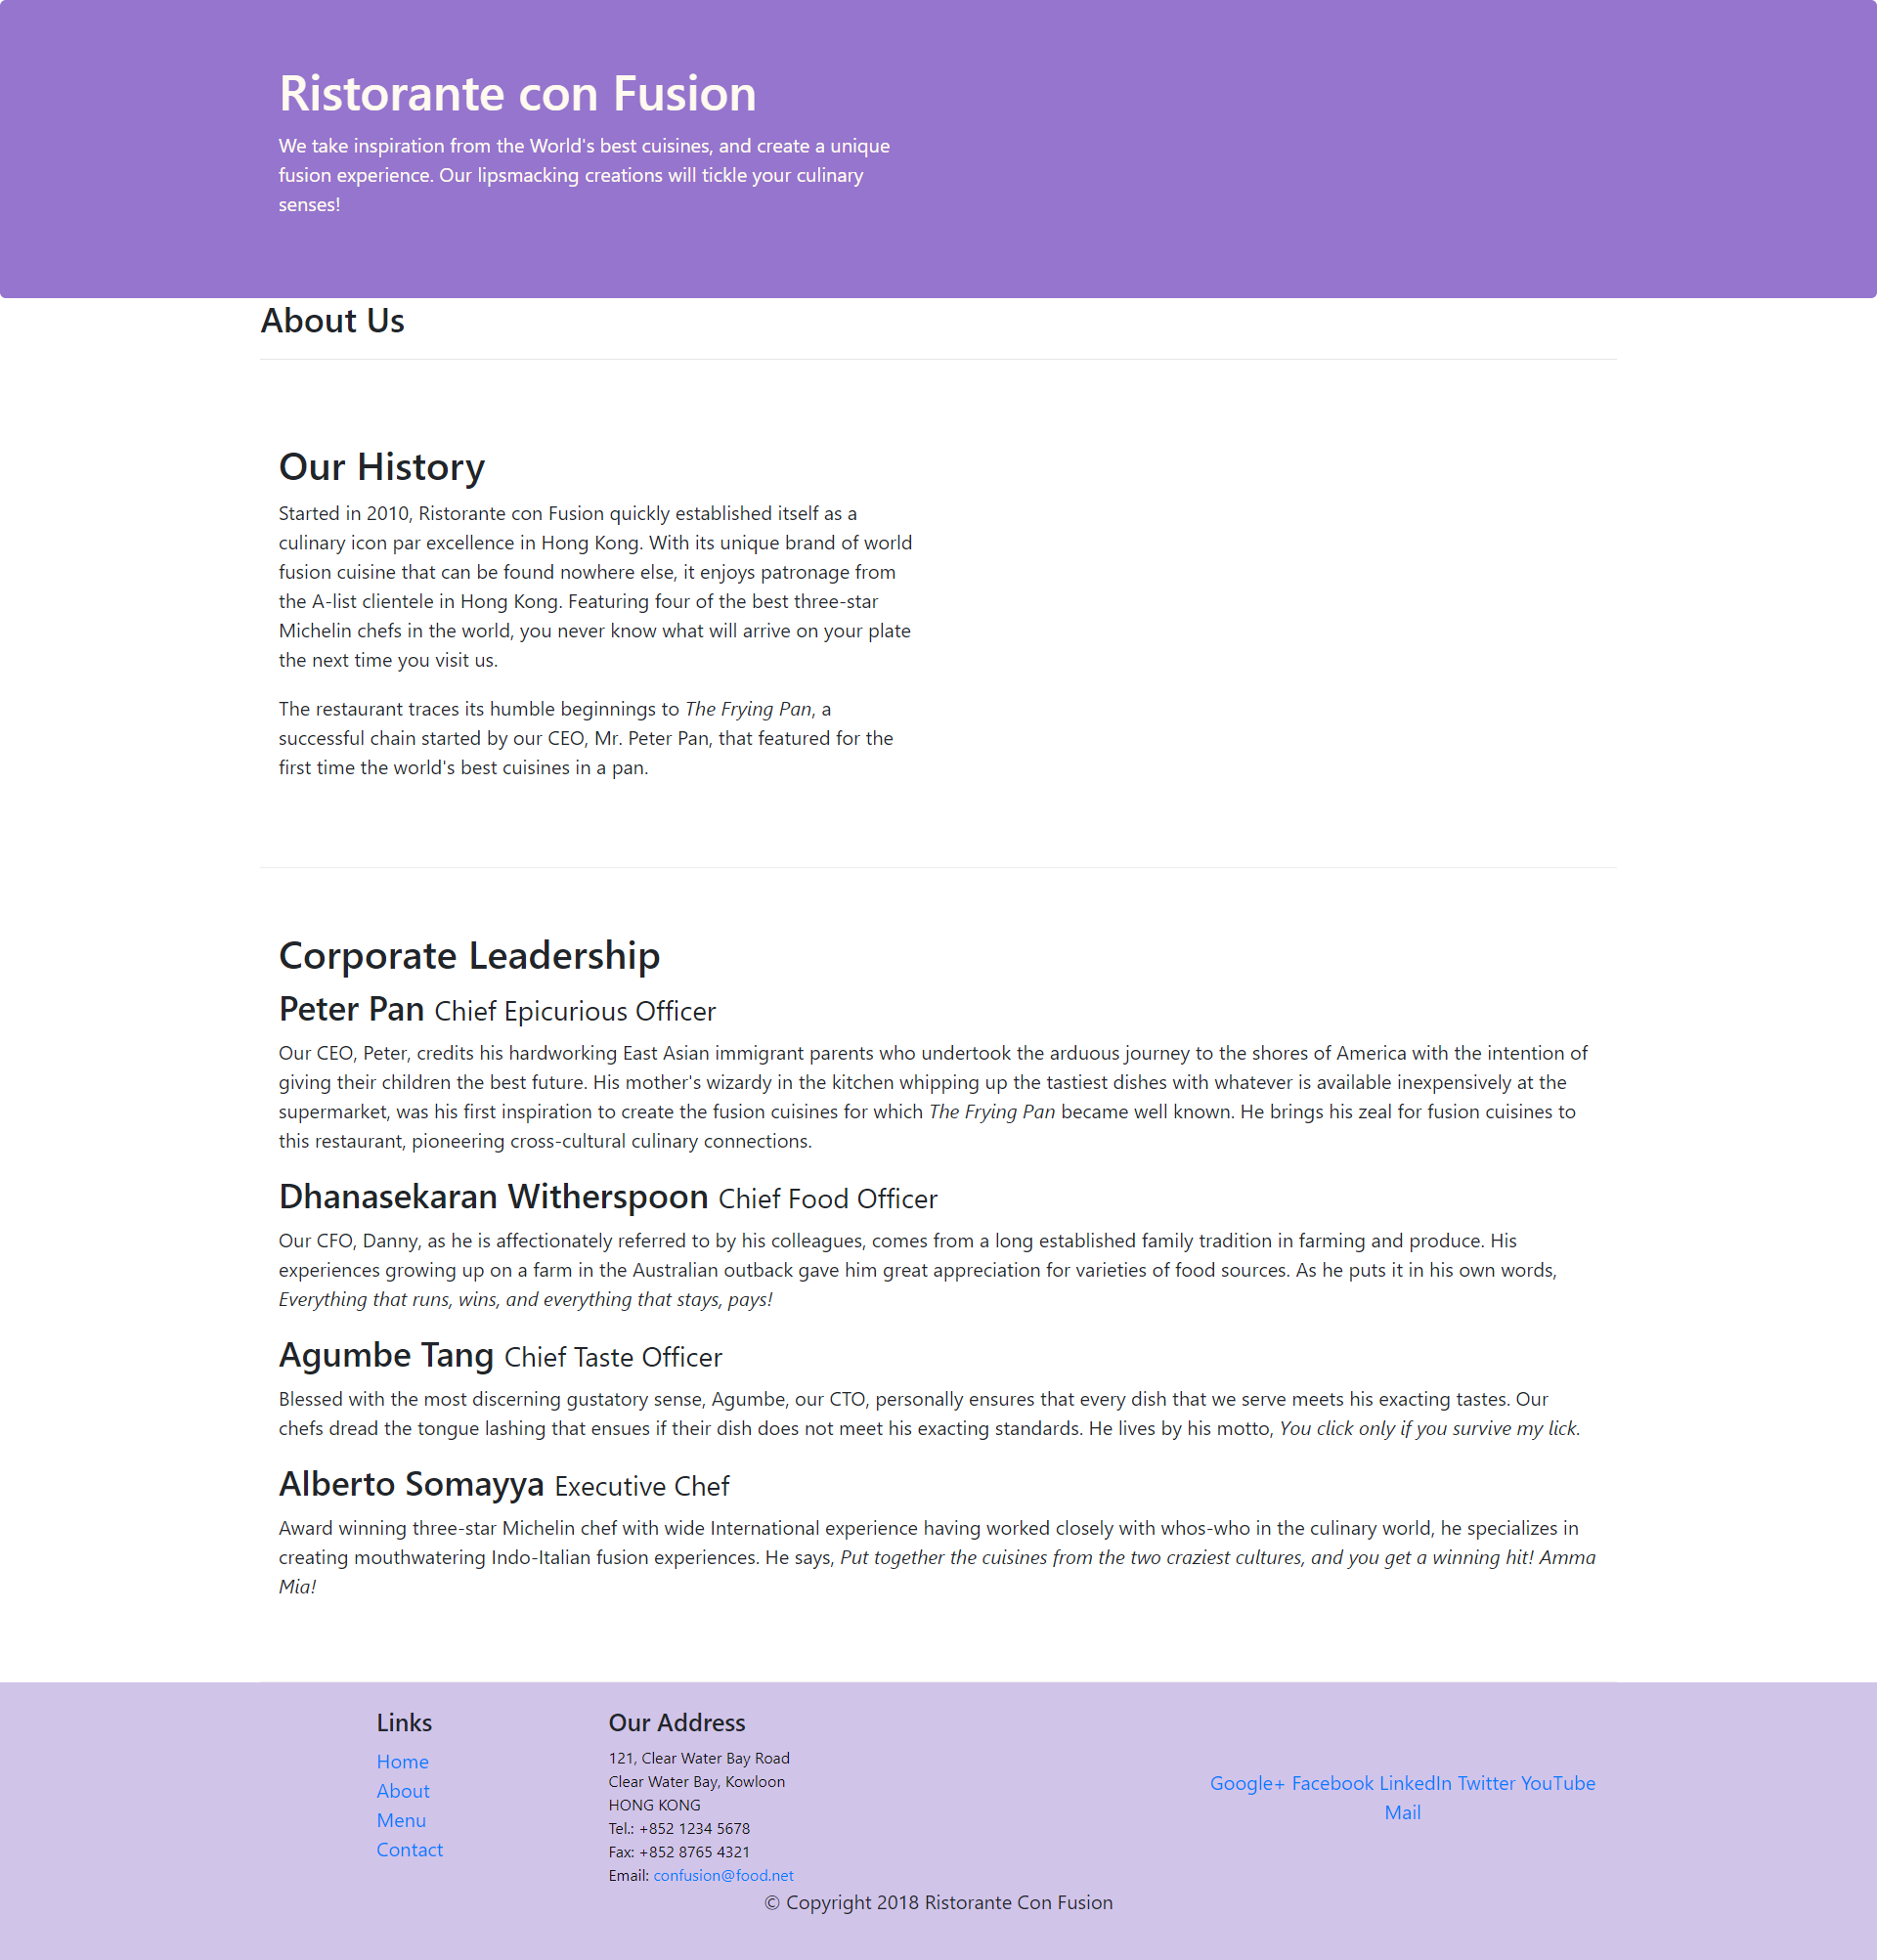 Ristorante con Fusion
We take inspiration from the World's best cuisines, and create a unique
fusion experience. Our lipsmacking creations will tickle your culinary
senses!
About Us
Our History
Started in 2010, Ristorante con Fusion quickly established itself as a
culinary icon par excellence in Hong Kong. With its unique brand of world
fusion cuisine that can be found nowhere else, it enjoys patronage from
the A-list clientele in Hong Kong. Featuring four of the best three-star
Michelin chefs in the world, you never know what will arrive on your plate
the next time you visit us.
The restaurant traces its humble beginnings to The Frying Pan, a
successful chain started by our CEO, Mr. Peter Pan, that featured for the
first time the world's best cuisines in a pan.
Corporate Leadership
Peter Pan Chief Epicurious Officer
Our CEO, Peter, credits his hardworking East Asian immigrant parents who undertook the arduous journey to the shores of America with the intention of
giving their children the best future. His mother's wizardy in the kitchen whipping up the tastiest dishes with whatever is available inexpensively at the
supermarket, was his first inspiration to create the fusion cuisines for which The Frying Pan became well known. He brings his zeal for fusion cuisines to
this restaurant, pioneering cross-cultural culinary connections.
Dhanasekaran Witherspoon Chief Food Officer
Our CFO, Danny, as he is affectionately referred to by his colleagues, comes from a long established family tradition in farming and produce. His
experiences growing up on a farm in the Australian outback gave him great appreciation for varieties of food sources. As he puts it in his own words,
Everything that runs, wins, and everything that stays, pays!
Agumbe Tang Chief Taste Officer
Blessed with the most discerning gustatory sense, Agumbe, our CTO, personally ensures that every dish that we serve meets his exacting tastes. Our
chefs dread the tongue lashing that ensues if their dish does not meet his exacting standards. He lives by his motto, You click only if you survive my lick.
Alberto Somayya Executive Chef
Award winning three-star Michelin chef with wide International experience having worked closely with whos-who in the culinary world, he specializes in
creating mouthwatering Indo-Italian fusion experiences. He says, Put together the cuisines from the two craziest cultures, and you get a winning hit! Amma
Mia!
Links
Home
About
Menu
Contact
Our Address
121, Clear Water Bay Road
Clear Water Bay, Kowloon
HONG KONG
Tel.: +852 1234 5678
Fax: +852 8765 4321
Email: confusion@food.net
Google+ Facebook LinkedIn Twitter YouTube
Mail
© Copyright 2018 Ristorante Con Fusion